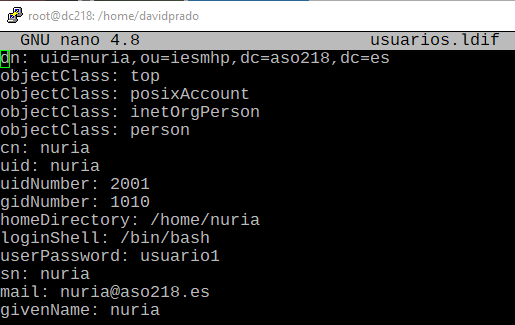 root@dc218: /home/davidprado
GNU nano 4.8 usuarios.ldif
dn: uid=nuria,ou=iesmhp,dc=aso218,dc=es
objectClass: top
objectClass: posixAccount
objectClass: inetOrgPerson
objectClass: person
cn: nuria
uid: nuria
uidNumber: 2001
gidNumber: 1010
homeDirectory: /home/nuria
loginShell: /bin/bash
userPassword: usuario1
sn: nuria
mail: nuria@aso218.es
givenName: nuria